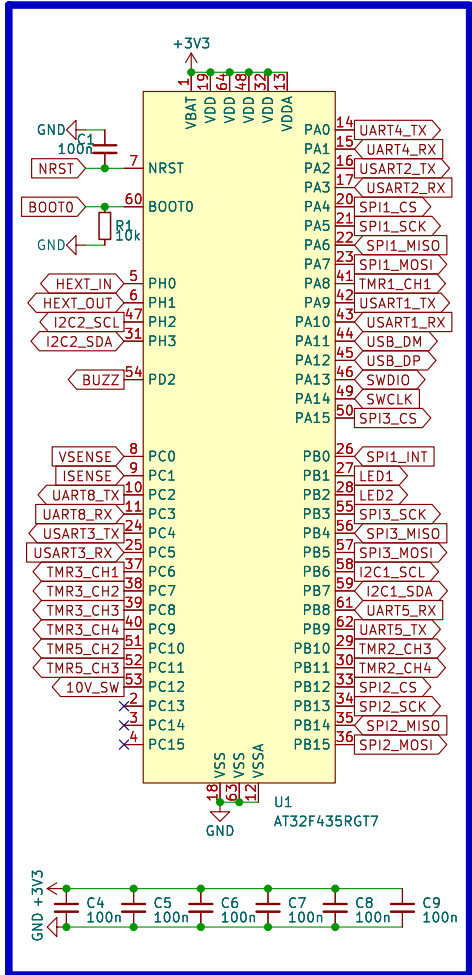 +3V3
1 19 64 48 32 13
VBAT VDD VDD VDD VDD VDDA
GND C1 100n
NRST 7 NRST
BOOT0 60 BOOT0
R1 10k
GND
HEXT_IN 5 PH0
HEXT_OUT 6 PH1
I2C2_SCL 47 PH2
I2C2_SDA 31 PH3
BUZZ 54 PD2
VSENSE 8 PC0
ISENSE 9 PC1
UART8_TX 10 PC2
UART8_RX 11 PC3
USART3_TX 24 PC4
USART3_RX 25 PC5
TMR3_CH1 37 PC6
TMR3_CH2 38 PC7
TMR3_CH3 39 PC8
TMR3_CH4 40 PC9
TMR5_CH2 51 PC10
TMR5_CH3 52 PC11
10V_SW 53 PC12
2 PC13
3 PC14
4 PC15
PA0 14 UART4_TX
PA1 15 UART4_RX
PA2 16 USART2_TX
PA3 17 USART2_RX
PA4 20 SPI1_CS
PA5 21 SPI1_SCK
PA6 22 SPI1_MISO
PA7 23 SPI1_MOSI
PA8 41 TMR1_CH1
PA9 42 USART1_TX
PA10 43 USART1_RX
PA11 44 USB_DM
PA12 45 USB_DP
PA13 46 SWDIO
PA14 49 SWCLK
PA15 50 SPI3_CS
PB0 26 SPI1_INT
PB1 27 LED1
PB2 28 LED2
PB3 55 SPI3_SCK
PB4 56 SPI3_MISO
PB5 57 SPI3_MOSI
PB6 58 I2C1_SCL
PB7 59 I2C1_SDA
PB8 61 UART5_RX
PB9 62 UART5_TX
PB10 29 TMR2_CH3
PB11 30 TMR2_CH4
PB12 33 SPI2_CS
PB13 34 SPI2_SCK
PB14 35 SPI2_MISO
PB15 36 SPI2_MOSI
VSS VSS VSSA
18 63 12
GND
U1
AT32F435RGT7
+3V3
GND
C4 100n
C5 100n
C6 100n
C7 100n
C8 100n
C9 100n